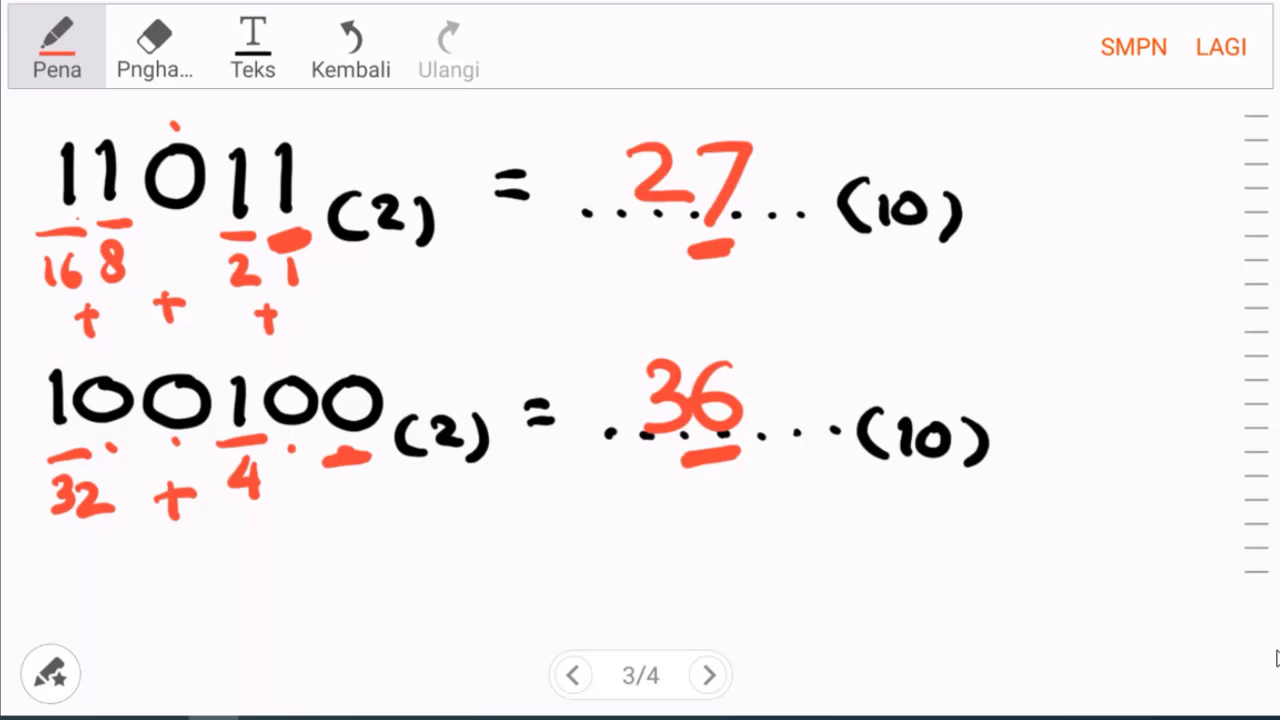 Pena Pngha... Teks Kembali Ulangi SMPN LAGI
11011 (2) = ....... 27 (10)
16 8 2 1
+ + +
100100 (2) = ....... 36 (10)
32 + 4
3/4